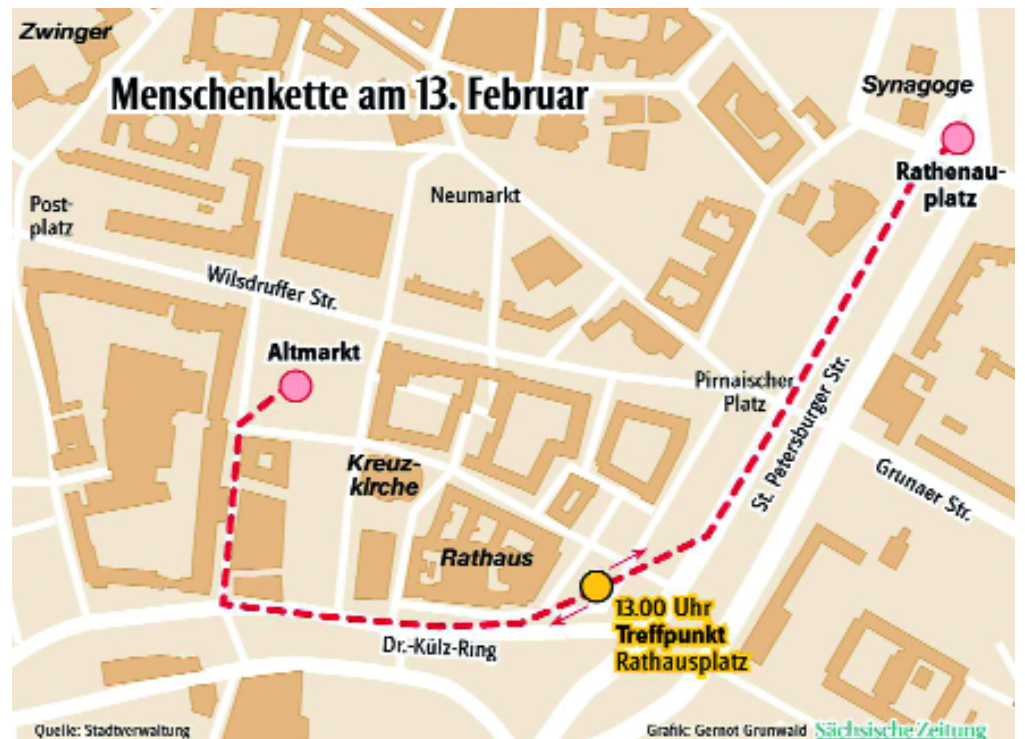 Zwinger
Menschenkette am 13. Februar
Synagoge
Rathenau-
platz
Neumarkt
Post-
platz
Wilsdruffer Str.
Altmarkt
Pirnaischer
Platz
St. Petersburger Str.
Kreuz-
kirche
Grunaer Str.
Rathaus
13.00 Uhr
Treffpunkt
Rathausplatz
Dr.-Külz-Ring
Quelle: Stadtverwaltung
Grafik: Gernot Grunwald Sächsische Zeitung